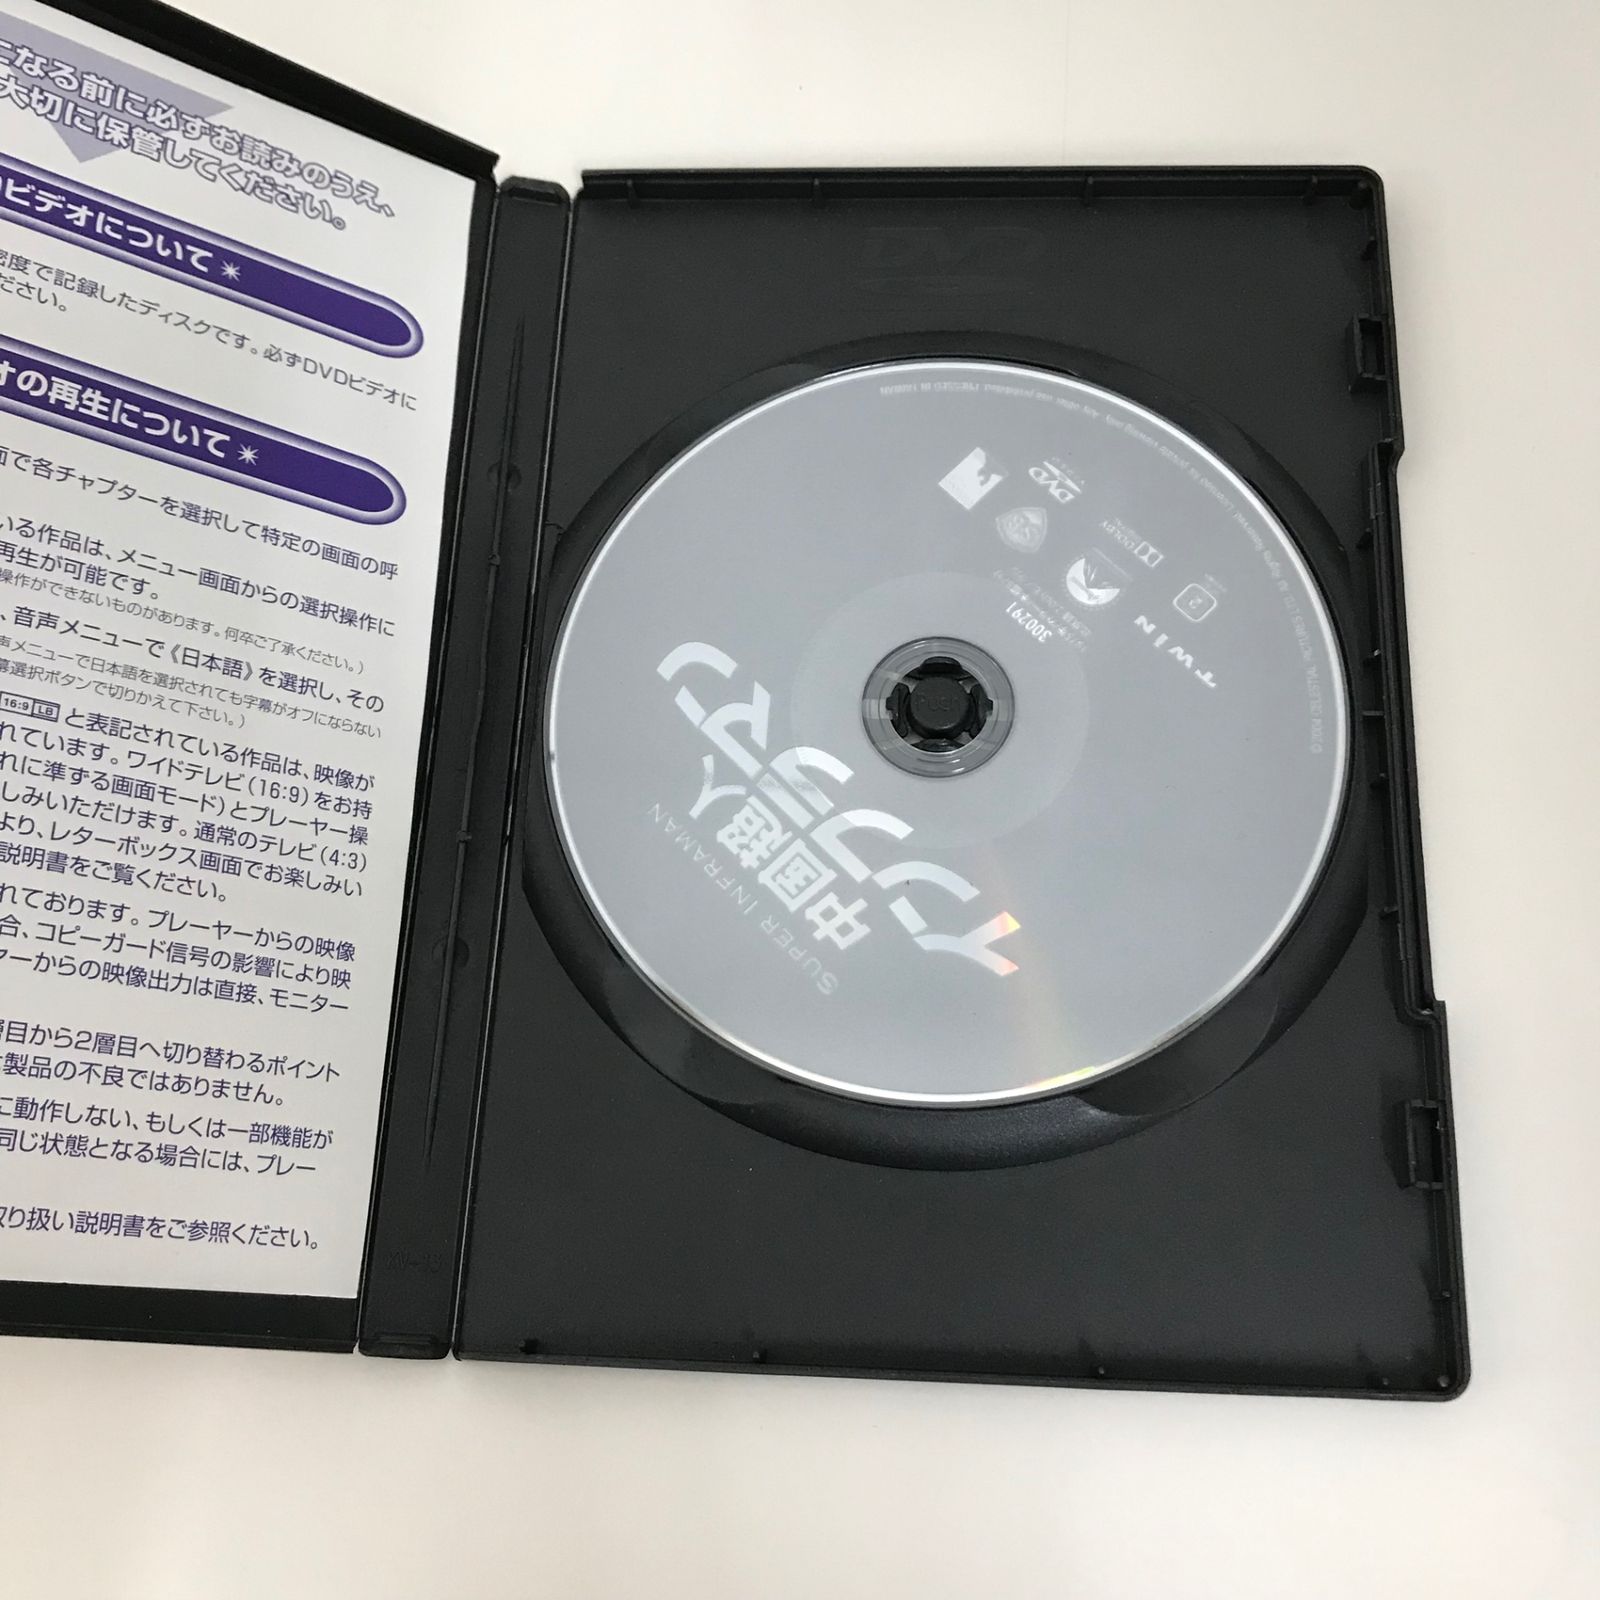 になる前に必ずお読みのうえ、
大切に保管してください。
ビデオについて＊
密度で記録したディスクです。必ずDVDビデオに
ださい。
オの再生について＊
面で各チャプターを選択して特定の画面の呼
いる作品は、メニュー画面からの選択操作に
再生が可能です。
操作ができないものがあります。何卒ご了承ください。)
、音声メニューで《日本語》を選択し、その
声メニューで日本語を選択されても字幕がオフにならない
幕選択ボタンで切りかえて下さい。)
16:9 LB と表記されている作品は、映像が
れています。ワイドテレビ(16:9)をお持
れに準ずる画面モード)とプレーヤー操
しみいただけます。通常のテレビ(4:3)
より、レターボックス画面でお楽しみい
説明書をご覧ください。
れております。プレーヤーからの映像
合、コピーガード信号の影響により映
ヤーからの映像出力は直接、モニター
層目から2層目へ切り替わるポイント
製品の不良ではありません。
に動作しない、もしくは一部機能が
同じ状態となる場合には、プレー
取り扱い説明書をご参照ください。
SUPER INFRAMAN
中国超人
インフラマン
300291
TWIN
2
DOLBY
DVD
VIDEO
SB
PUSH